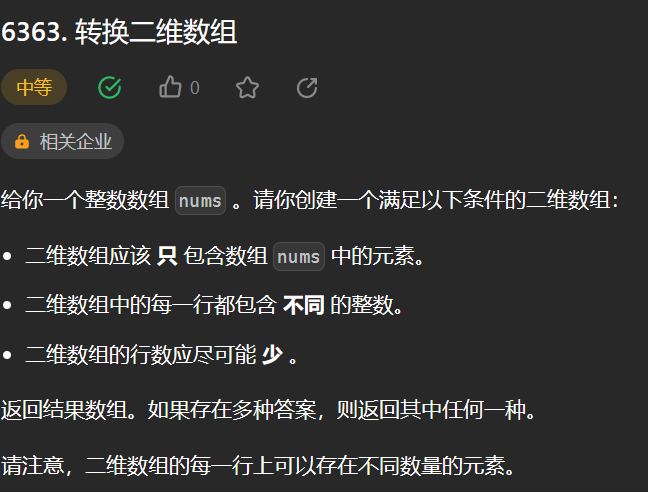 6363. 转换二维数组
中等 0
相关企业
给你一个整数数组 nums 。请你创建一个满足以下条件的二维数组：
二维数组应该 只 包含数组 nums 中的元素。
二维数组中的每一行都包含 不同 的整数。
二维数组的行数应尽可能 少 。
返回结果数组。如果存在多种答案，则返回其中任何一种。
请注意，二维数组的每一行上可以存在不同数量的元素。